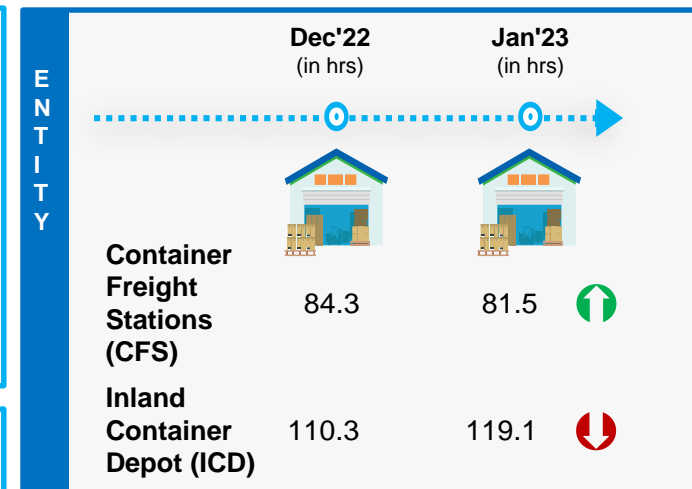 ENTITY
Dec'22 Jan'23
(in hrs) (in hrs)
Container
Freight
Stations
(CFS)
84.3 81.5
Inland
Container
Depot (ICD)
110.3 119.1